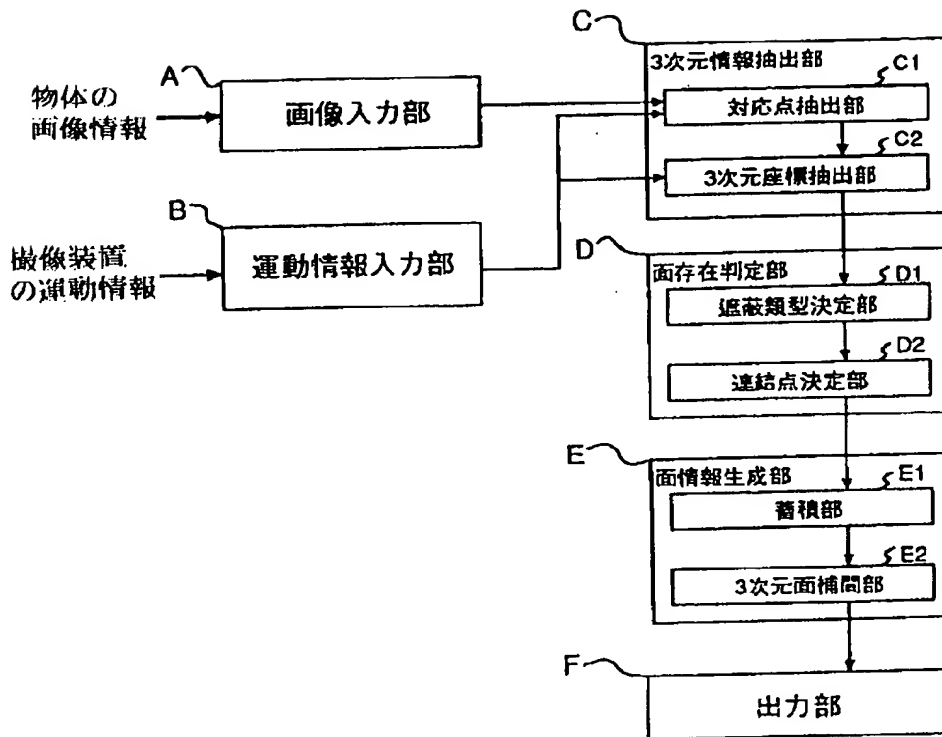 C
3次元情報抽出部
C1
対応点抽出部
C2
3次元座標抽出部
A
物体の
画像情報
画像入力部
B
撮像装置
の運動情報
運動情報入力部
D
面存在判定部
D1
遮蔽類型決定部
D2
連結点決定部
E
面情報生成部
E1
蓄積部
E2
3次元面補間部
F
出力部